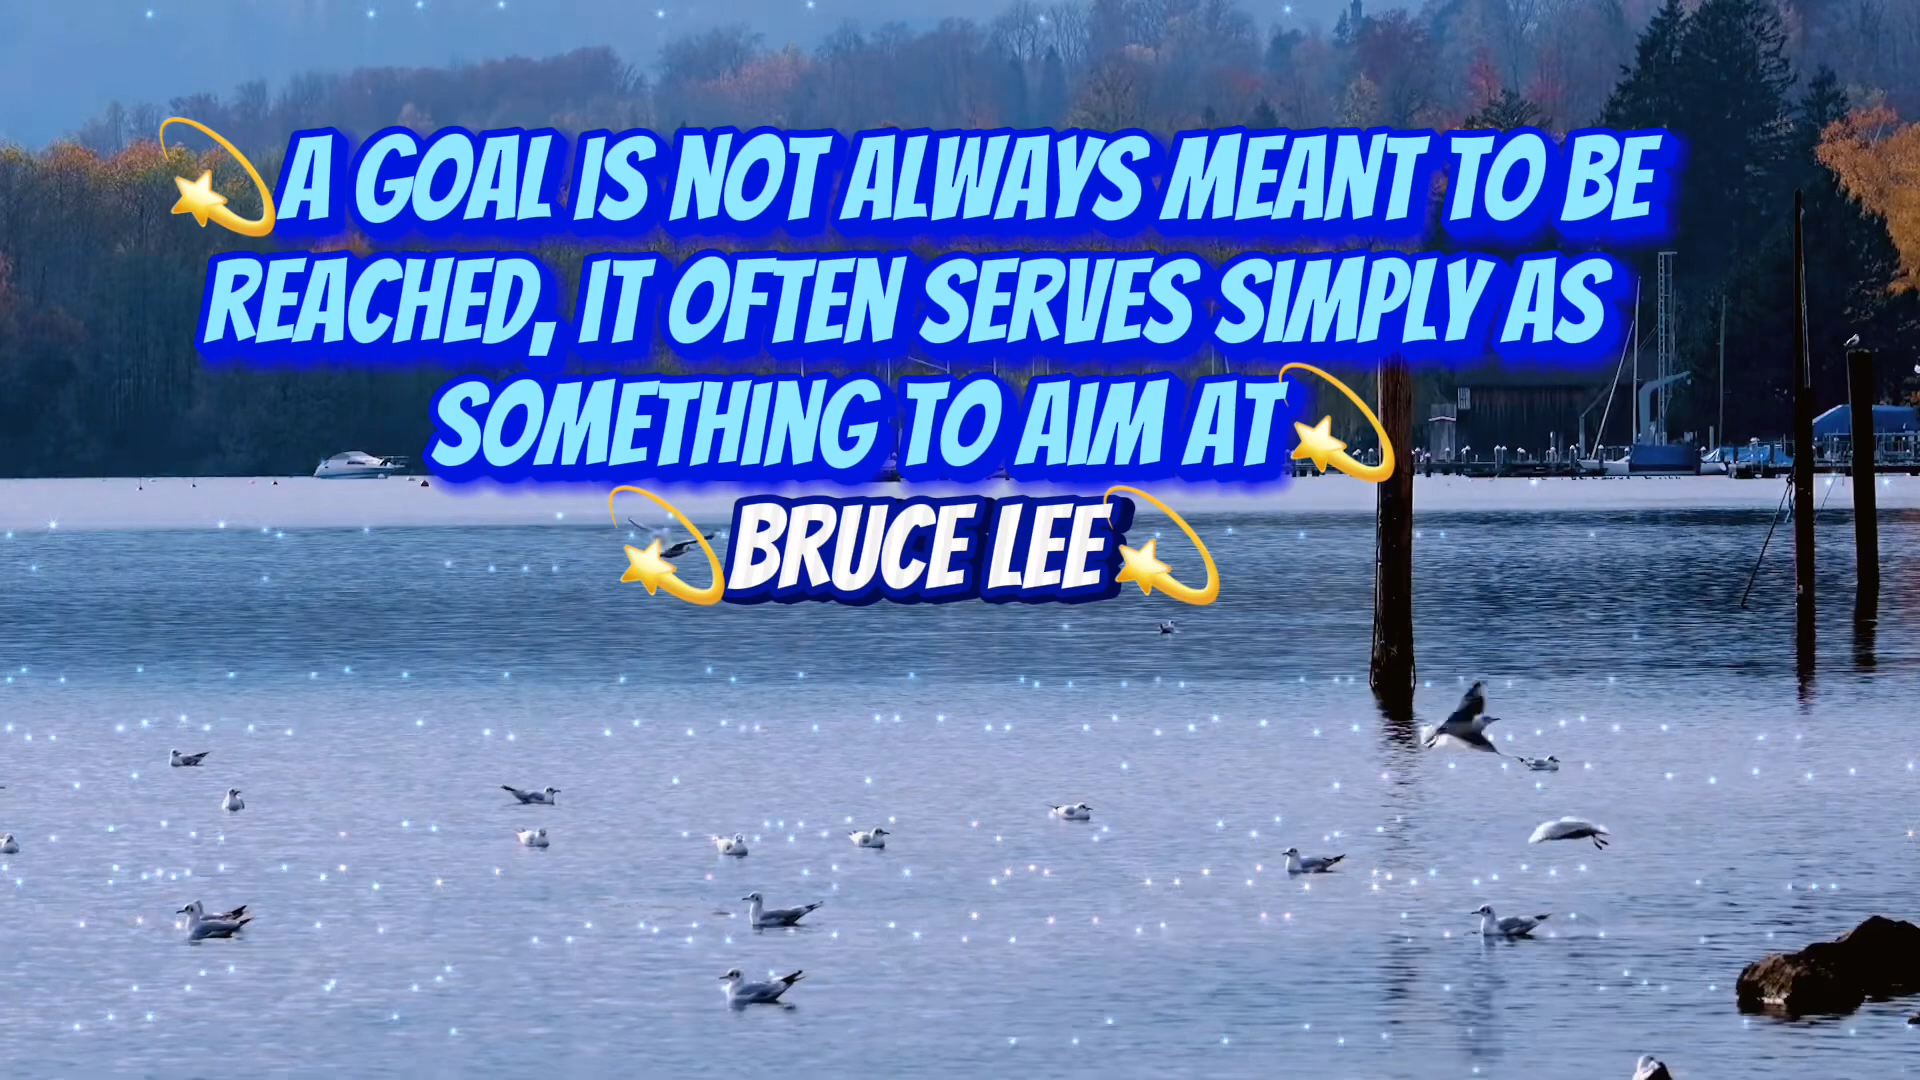 💫A GOAL IS NOT ALWAYS MEANT TO BE
REACHED, IT OFTEN SERVES SIMPLY AS
SOMETHING TO AIM AT💫
💫BRUCE LEE💫